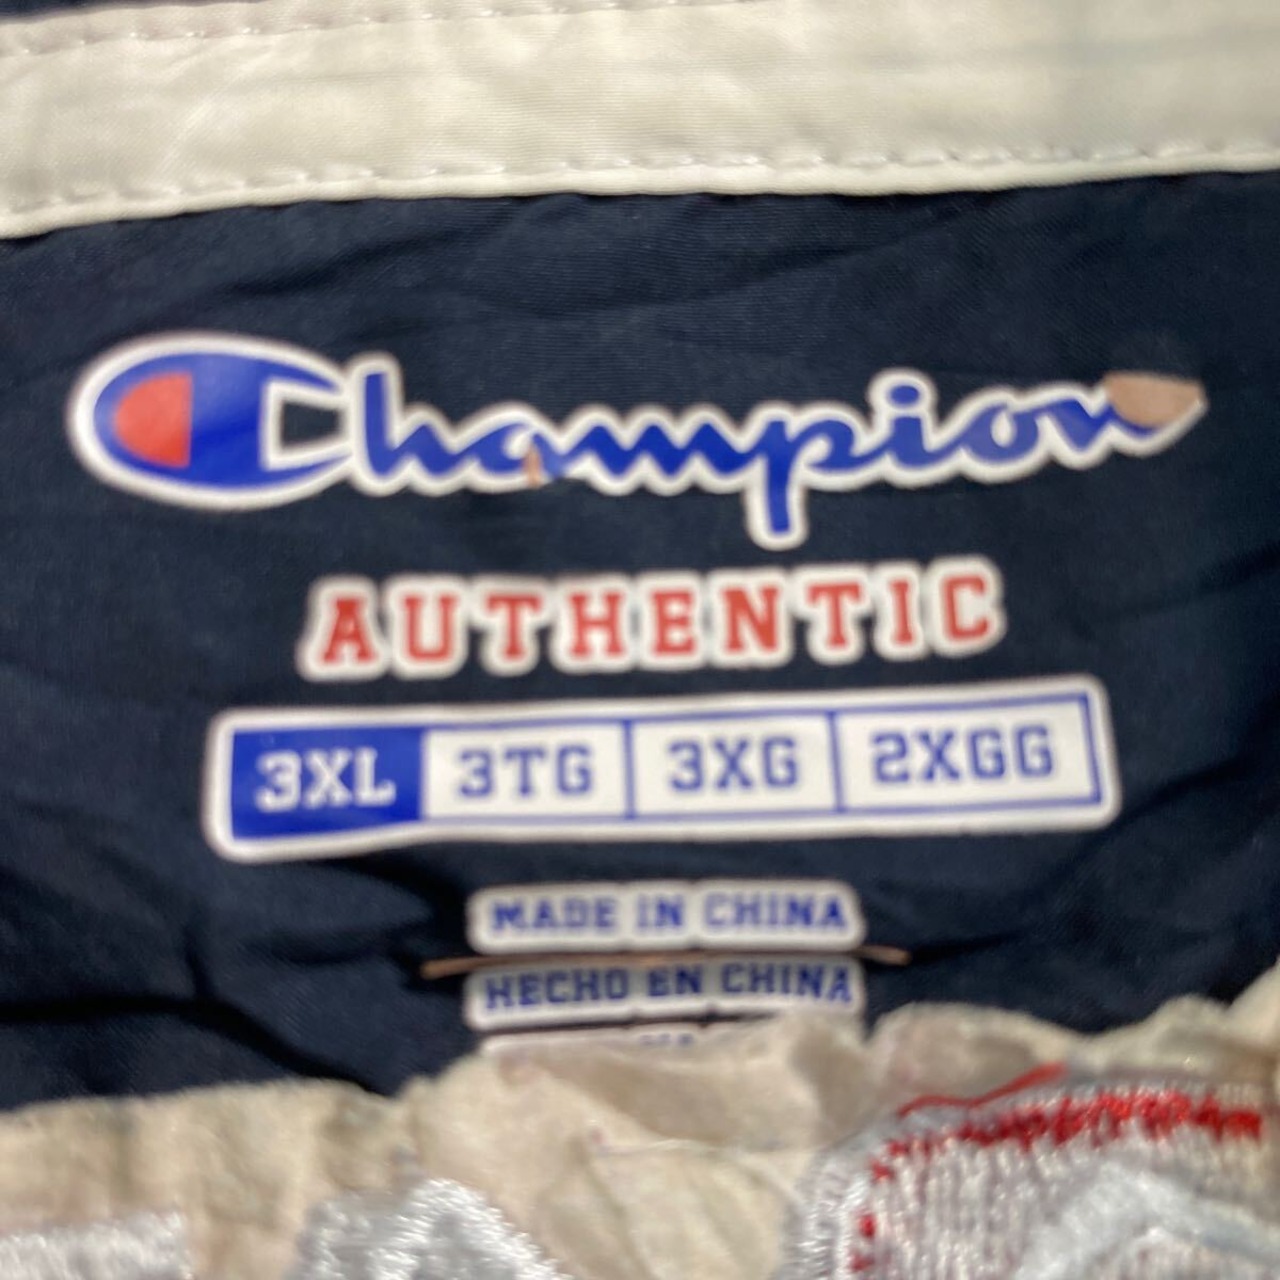 Champion
AUTHENTIC
3XL 3TG 3XG 2XGG
MADE IN CHINA
HECHO EN CHINA